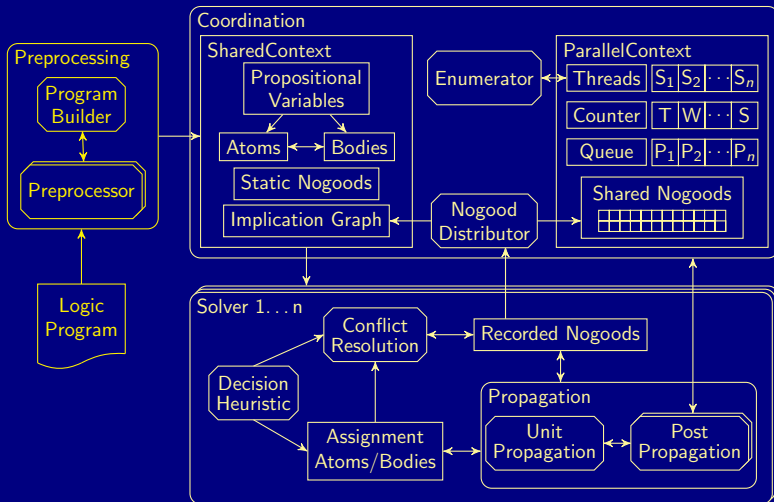 Coordination
Preprocessing
Program
Builder
Preprocessor
Logic
Program
SharedContext
Propositional
Variables
Atoms
Bodies
Static Nogoods
Implication Graph
Enumerator
Nogood
Distributor
ParallelContext
Threads S1 S2 ··· Sn
Counter T W ··· S
Queue P1 P2 ··· Pn
Shared Nogoods
Solver 1...n
Conflict
Resolution
Recorded Nogoods
Decision
Heuristic
Assignment
Atoms/Bodies
Propagation
Unit
Propagation
Post
Propagation